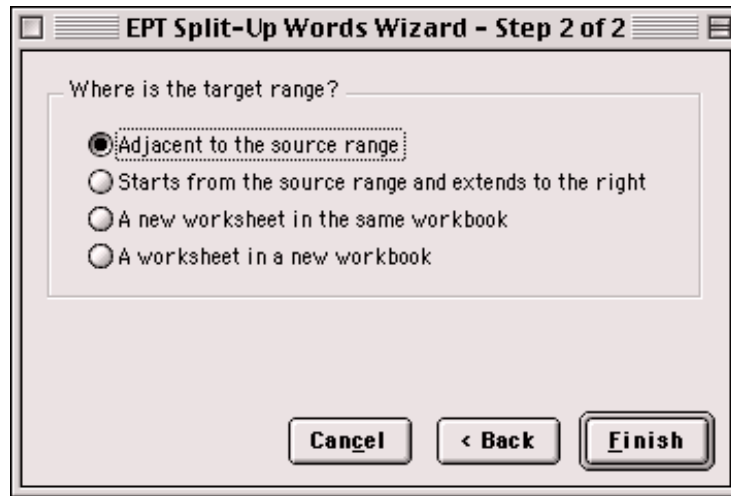 EPT Split-Up Words Wizard - Step 2 of 2
Where is the target range?
Adjacent to the source range
Starts from the source range and extends to the right
A new worksheet in the same workbook
A worksheet in a new workbook
Cancel < Back Finish